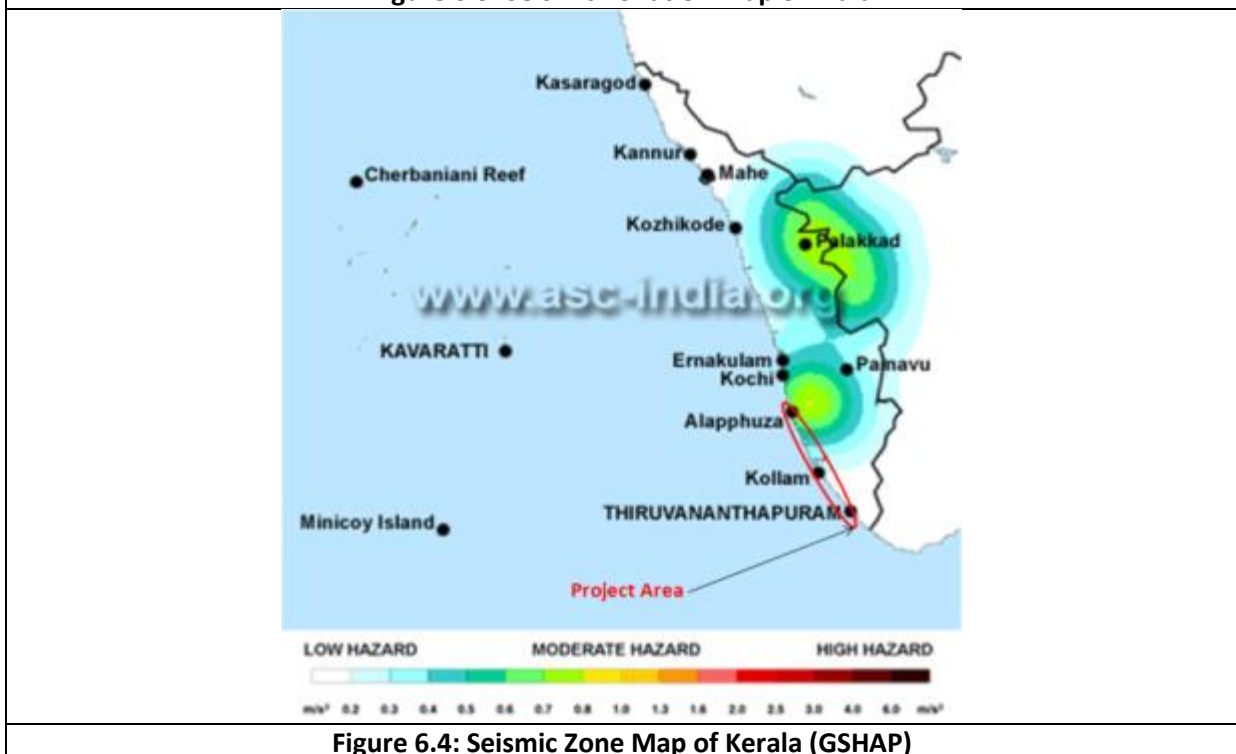 Kasaragod
Kannur
Mahe
Cherbaniani Reef
Kozhikode
Palakkad
www.asc-india.org
KAVARATTI
Ernakulam
Painavu
Kochi
Alapphuza
Kollam
THIRUVANANTHAPURAM
Minicoy Island
Project Area
LOW HAZARD MODERATE HAZARD HIGH HAZARD
m/s² 0.2 0.3 0.4 0.5 0.6 0.7 0.8 1.0 1.3 1.6 2.0 2.5 3.0 4.0 6.0 m/s²
Figure 6.4: Seismic Zone Map of Kerala (GSHAP)